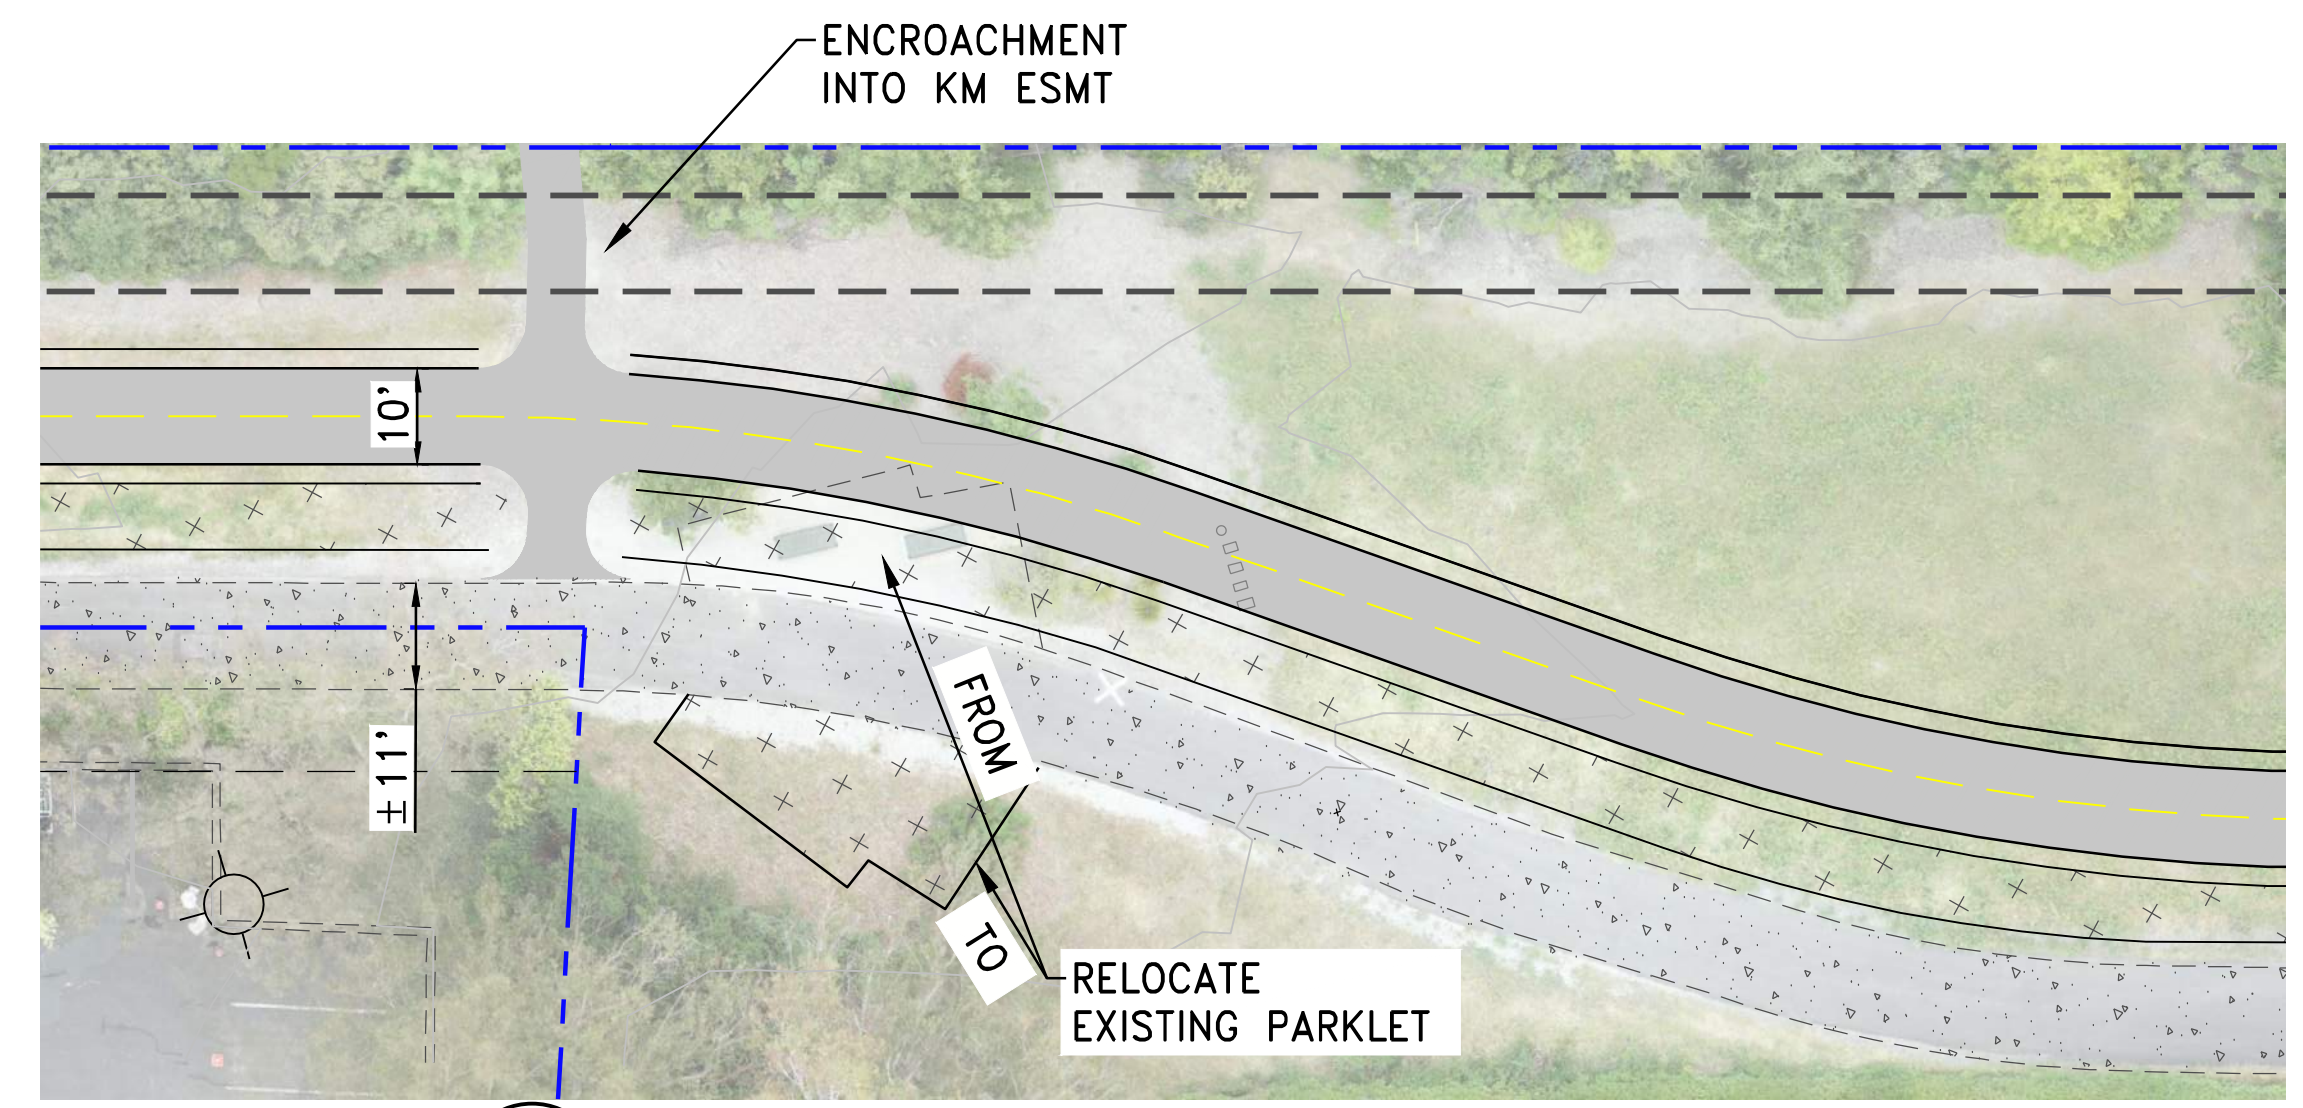 ENCROACHMENT
INTO KM ESMT
10'
±11'
FROM
TO
RELOCATE
EXISTING PARKLET